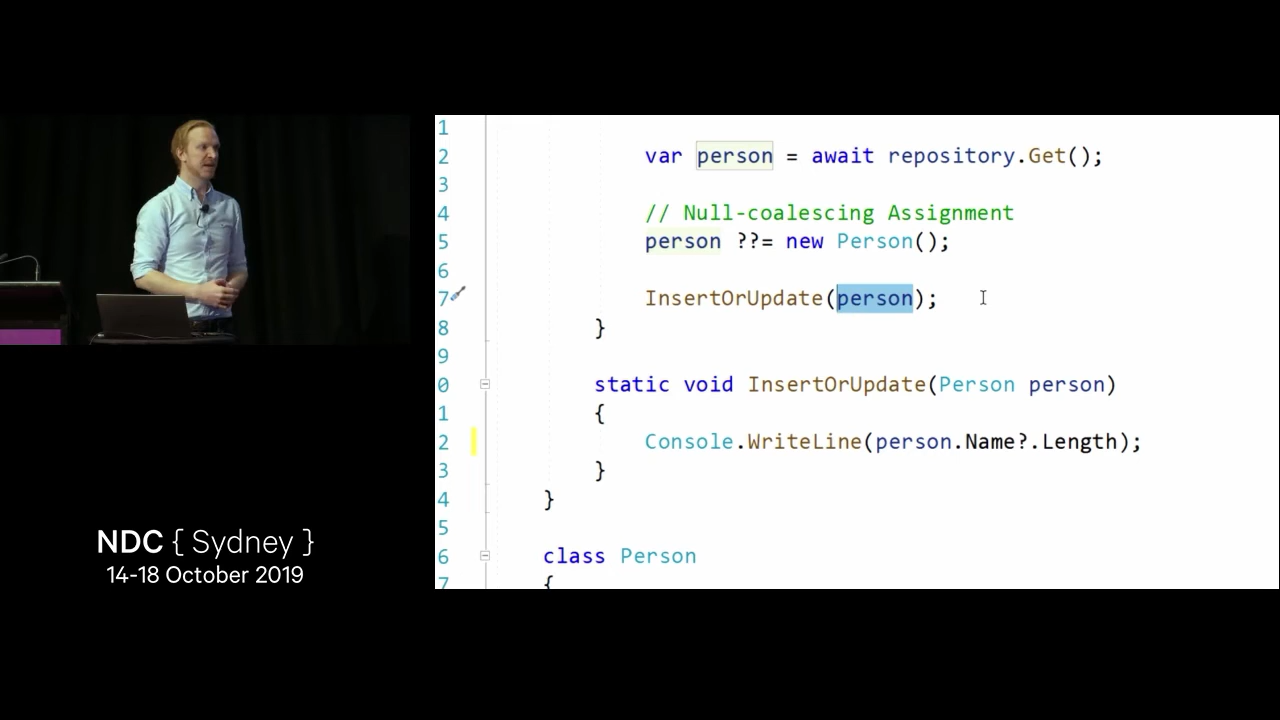 1
2 var person = await repository.Get();
3
4 // Null-coalescing Assignment
5 person ??= new Person();
6
7 InsertOrUpdate(person);
8 }
9
0 static void InsertOrUpdate(Person person)
1 {
2 Console.WriteLine(person.Name?.Length);
3 }
4 }
5
6 class Person
7 {
NDC { Sydney }
14-18 October 2019